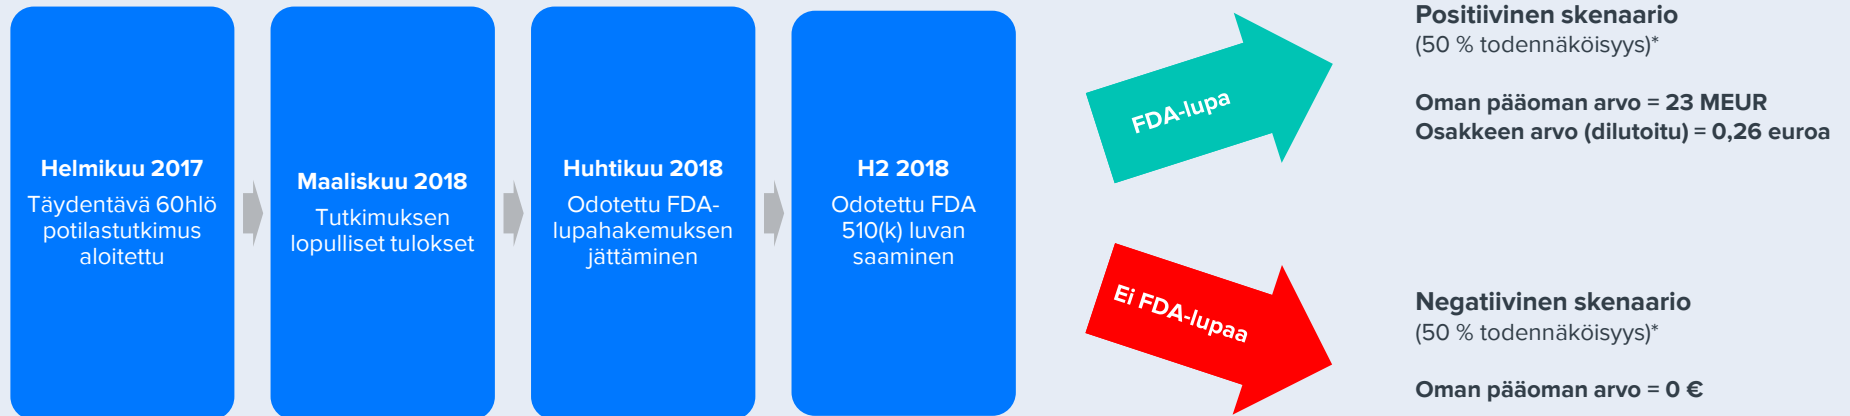 Helmikuu 2017
Täydentävä 60hlö
potilastutkimus
aloitettu
Maaliskuu 2018
Tutkimuksen
lopulliset tulokset
Huhtikuu 2018
Odotettu FDA-
lupahakemuksen
jättäminen
H2 2018
Odotettu FDA
510(k) luvan
saaminen
FDA-lupa
Ei FDA-lupaa
Positiivinen skenaario
(50 % todennäköisyys)*
Oman pääoman arvo = 23 MEUR
Osakkeen arvo (dilutoitu) = 0,26 euroa
Negatiivinen skenaario
(50 % todennäköisyys)*
Oman pääoman arvo = 0 €